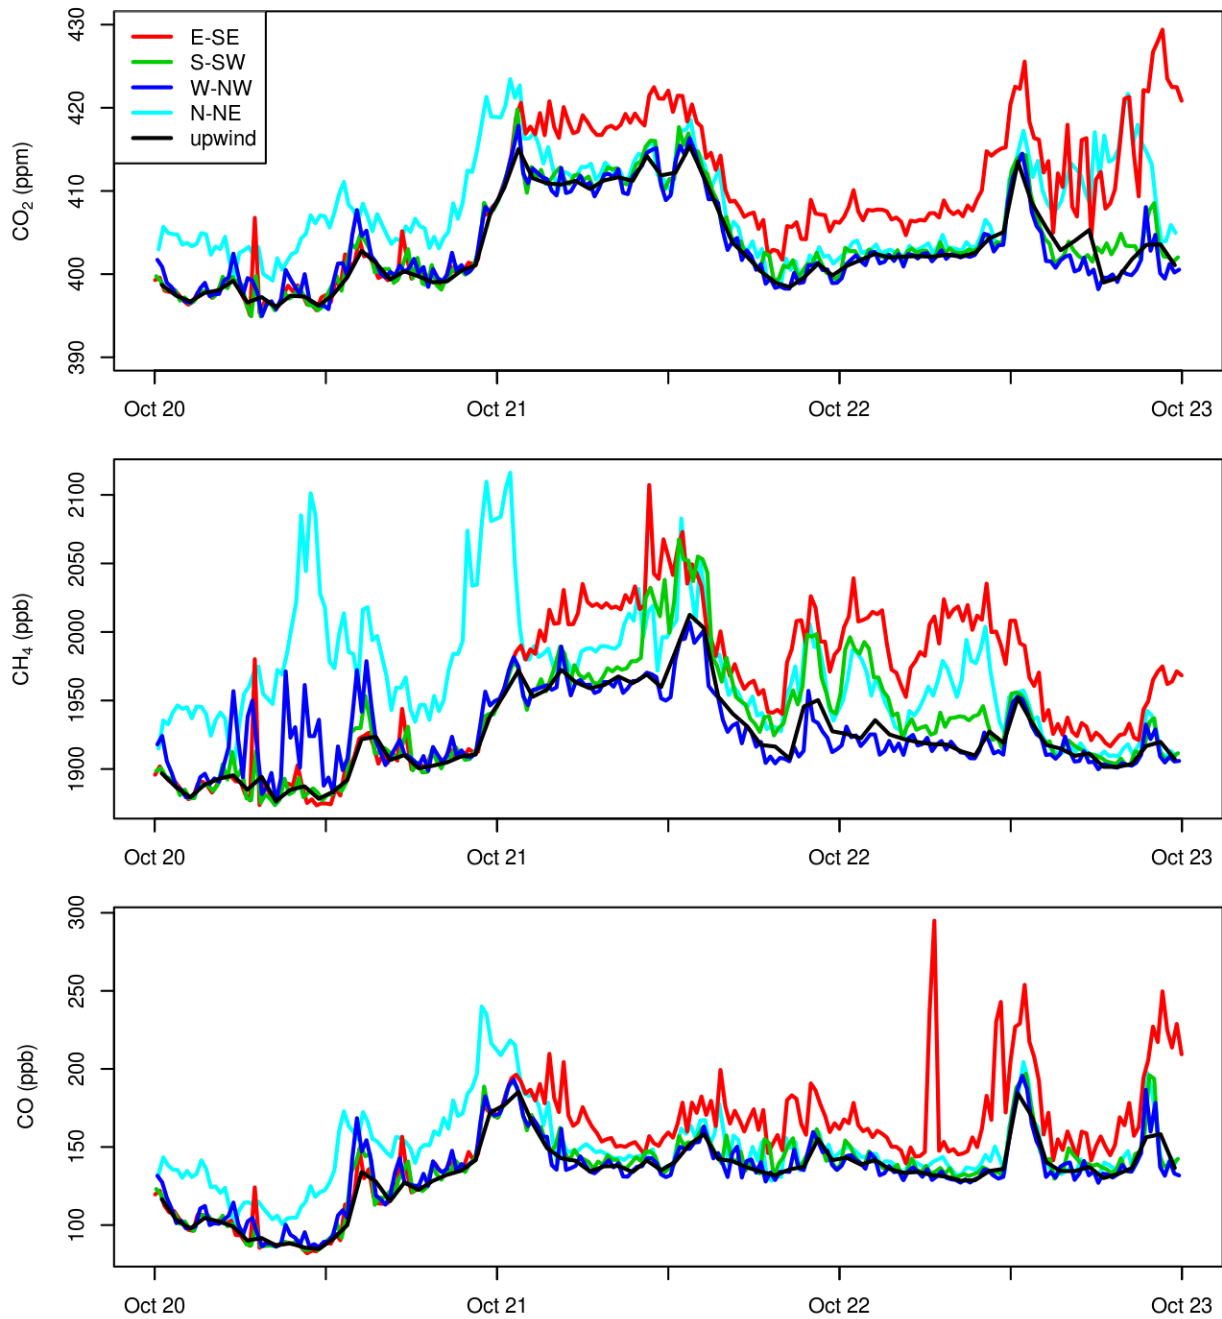 430
420
410
400
390
CO2 (ppm)
E-SE
S-SW
W-NW
N-NE
upwind
Oct 20
Oct 21
Oct 22
Oct 23
2100
2050
2000
1950
1900
CH4 (ppb)
Oct 20
Oct 21
Oct 22
Oct 23
300
250
200
150
100
CO (ppb)
Oct 20
Oct 21
Oct 22
Oct 23